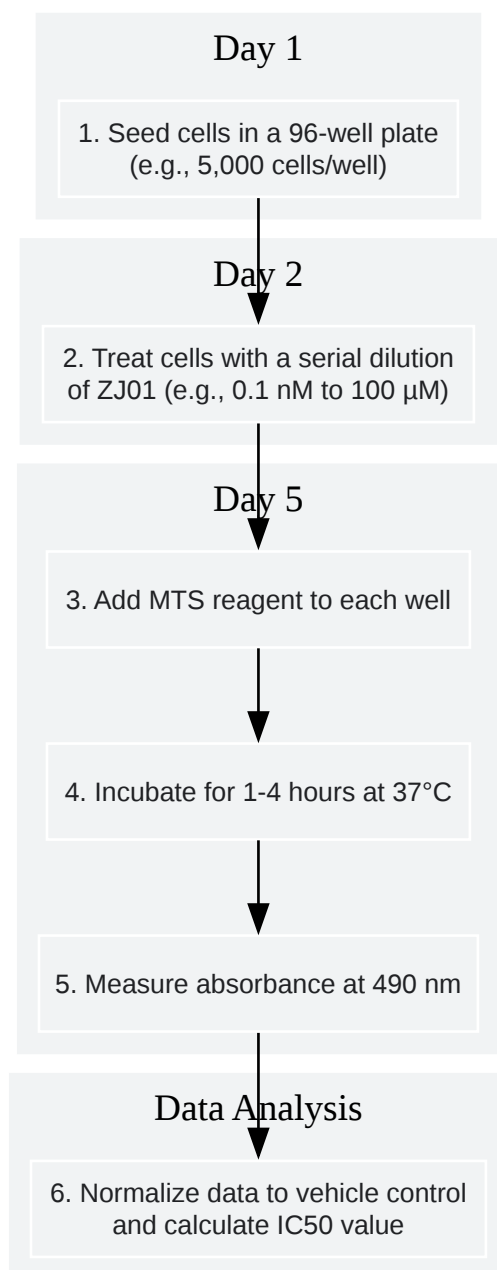 Day 1
1. Seed cells in a 96-well plate
(e.g., 5,000 cells/well)
Day 2
2. Treat cells with a serial dilution
of ZJ01 (e.g., 0.1 nM to 100 µM)
Day 5
3. Add MTS reagent to each well
4. Incubate for 1-4 hours at 37°C
5. Measure absorbance at 490 nm
Data Analysis
6. Normalize data to vehicle control
and calculate IC50 value